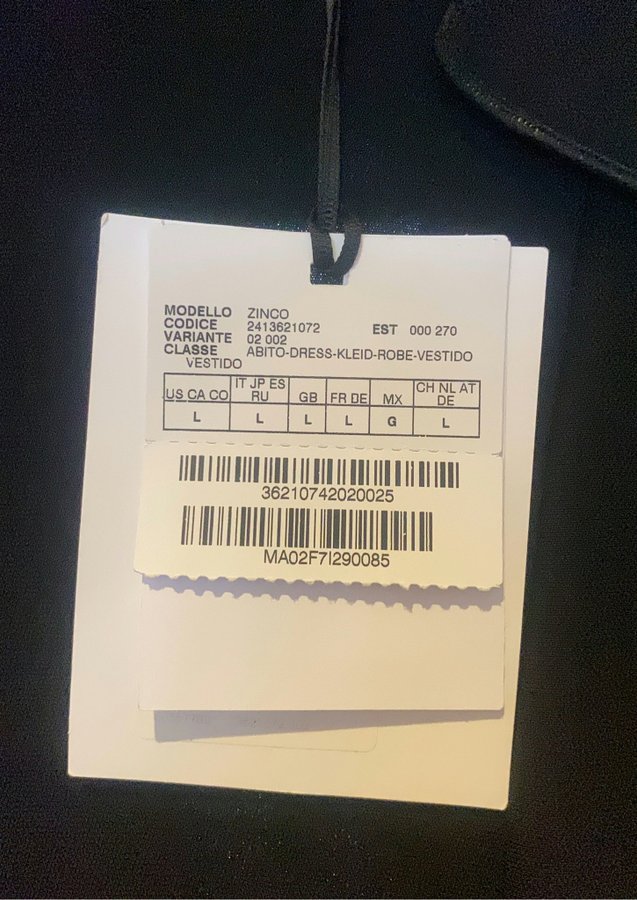 MODELLO ZINCO
CODICE 2413621072 EST 000 270
VARIANTE 02 002
CLASSE ABITO-DRESS-KLEID-ROBE-VESTIDO
VESTIDO
US CA CO IT JP ES RU GB FR DE MX CH NL AT DE
L L L L G L
36210742020025
MA02F7I290085